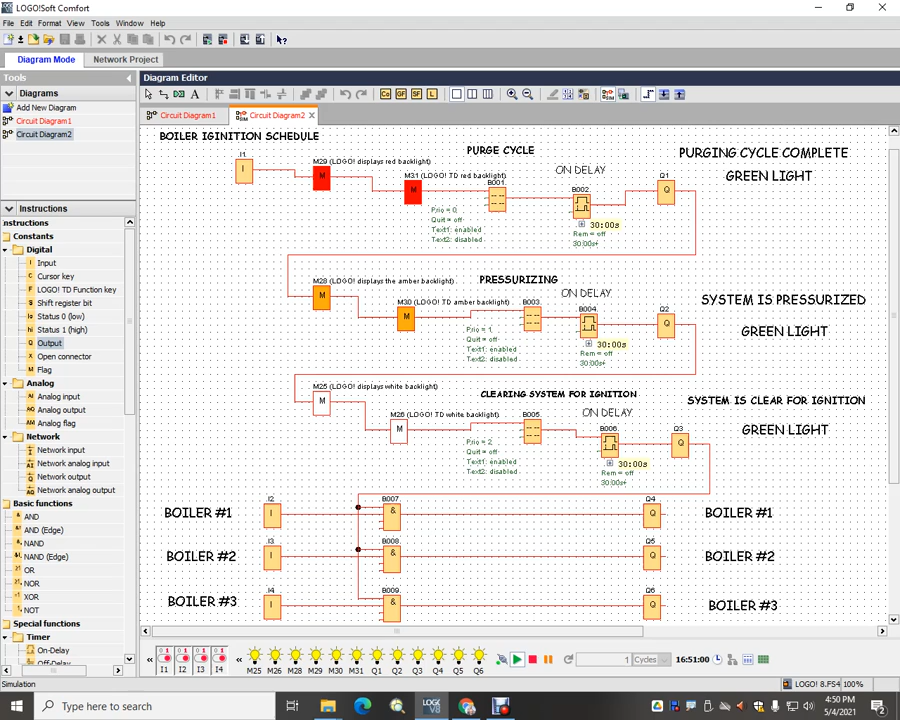 LOGO!Soft Comfort
File Edit Format View Tools Window Help
Diagram Mode Network Project
Tools
Diagrams
Add New Diagram
Circuit Diagram1
Circuit Diagram2
Instructions
nstructions
Constants
Digital
Input
Cursor key
LOGO! TD Function key
Shift register bit
Status 0 (low)
Status 1 (high)
Output
Open connector
Flag
Analog
Analog input
Analog output
Analog flag
Network
Network input
Network analog input
Network output
Network analog output
Basic functions
AND
AND (Edge)
NAND
NAND (Edge)
OR
NOR
XOR
NOT
Special functions
Timer
On-Delay
Off-Delay
Diagram Editor
Co GF SF L
Circuit Diagram1 Circuit Diagram2
BOILER IGINITION SCHEDULE
I1
I
M29 (LOGO! displays red backlight)
M
M31 (LOGO! TD red backlight)
M
PURGE CYCLE
B001
Prio = 0
Quit = off
Text1: enabled
Text2: disabled
ON DELAY
B002
30:00s
Rem = off
30:00s+
Q1
Q
PURGING CYCLE COMPLETE
GREEN LIGHT
M28 (LOGO! displays the amber backlight)
M
M30 (LOGO! TD amber backlight)
M
PRESSURIZING
B003
Prio = 1
Quit = off
Text1: enabled
Text2: disabled
ON DELAY
B004
30:00s
Rem = off
30:00s+
Q2
Q
SYSTEM IS PRESSURIZED
GREEN LIGHT
M25 (LOGO! displays white backlight)
M
M26 (LOGO! TD white backlight)
M
CLEARING SYSTEM FOR IGNITION
B005
Prio = 2
Quit = off
Text1: enabled
Text2: disabled
ON DELAY
B006
30:00s
Rem = off
30:00s+
Q3
Q
SYSTEM IS CLEAR FOR IGNITION
GREEN LIGHT
BOILER #1
I2
I
B007
&
Q4
Q
BOILER #1
BOILER #2
I3
I
B008
&
Q5
Q
BOILER #2
BOILER #3
I4
I
B009
&
Q6
Q
BOILER #3
I1 I2 I3 I4 M25 M26 M28 M29 M30 M31 Q1 Q2 Q3 Q4 Q5 Q6
1 Cycles 16:51:00
Simulation
LOGO! 8.FS4 100%
Type here to search
4:50 PM
5/4/2021
2